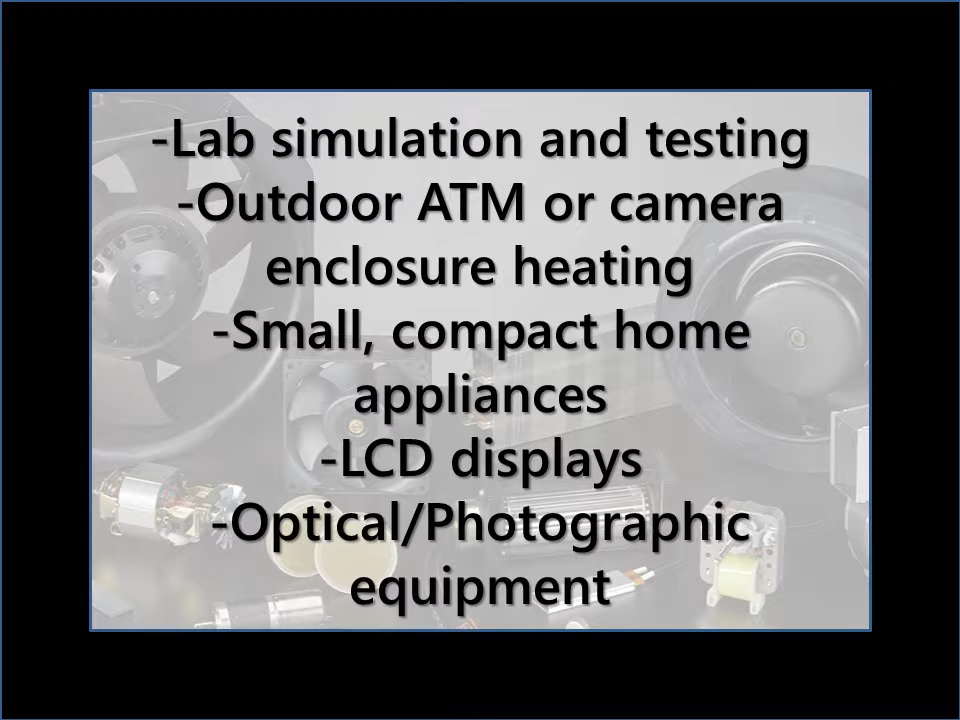 -Lab simulation and testing
-Outdoor ATM or camera
enclosure heating
-Small, compact home
appliances
-LCD displays
-Optical/Photographic
equipment